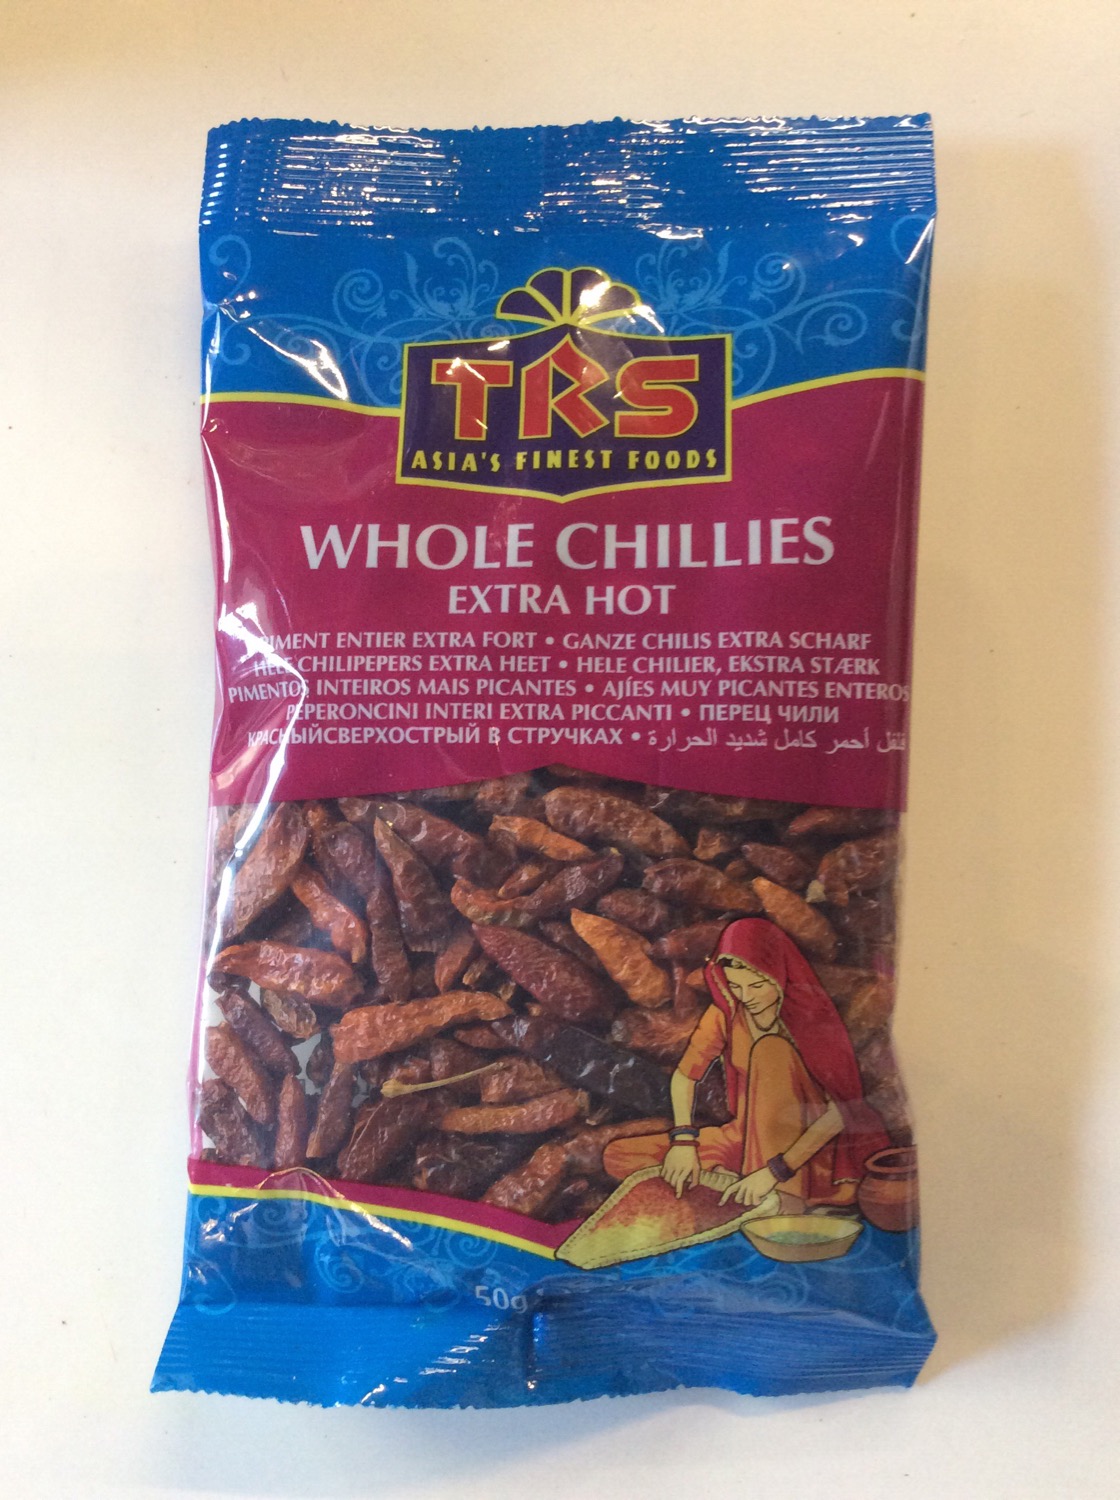 TRS
ASIA'S FINEST FOODS
WHOLE CHILLIES
EXTRA HOT
PIMENT ENTIER EXTRA FORT • GANZE CHILIS EXTRA SCHARF
HELE CHILIPEPERS EXTRA HEET • HELE CHILIER, EKSTRA STÆRK
PIMENTOS INTEIROS MAIS PICANTES • AJÍES MUY PICANTES ENTEROS
PEPERONCINI INTERI EXTRA PICCANTI • ПЕРЕЦ ЧИЛИ
КРАСНЫЙСВЕРХОСТРЫЙ В СТРУЧКАХ • فلفل أحمر كامل شديد الحرارة
50g